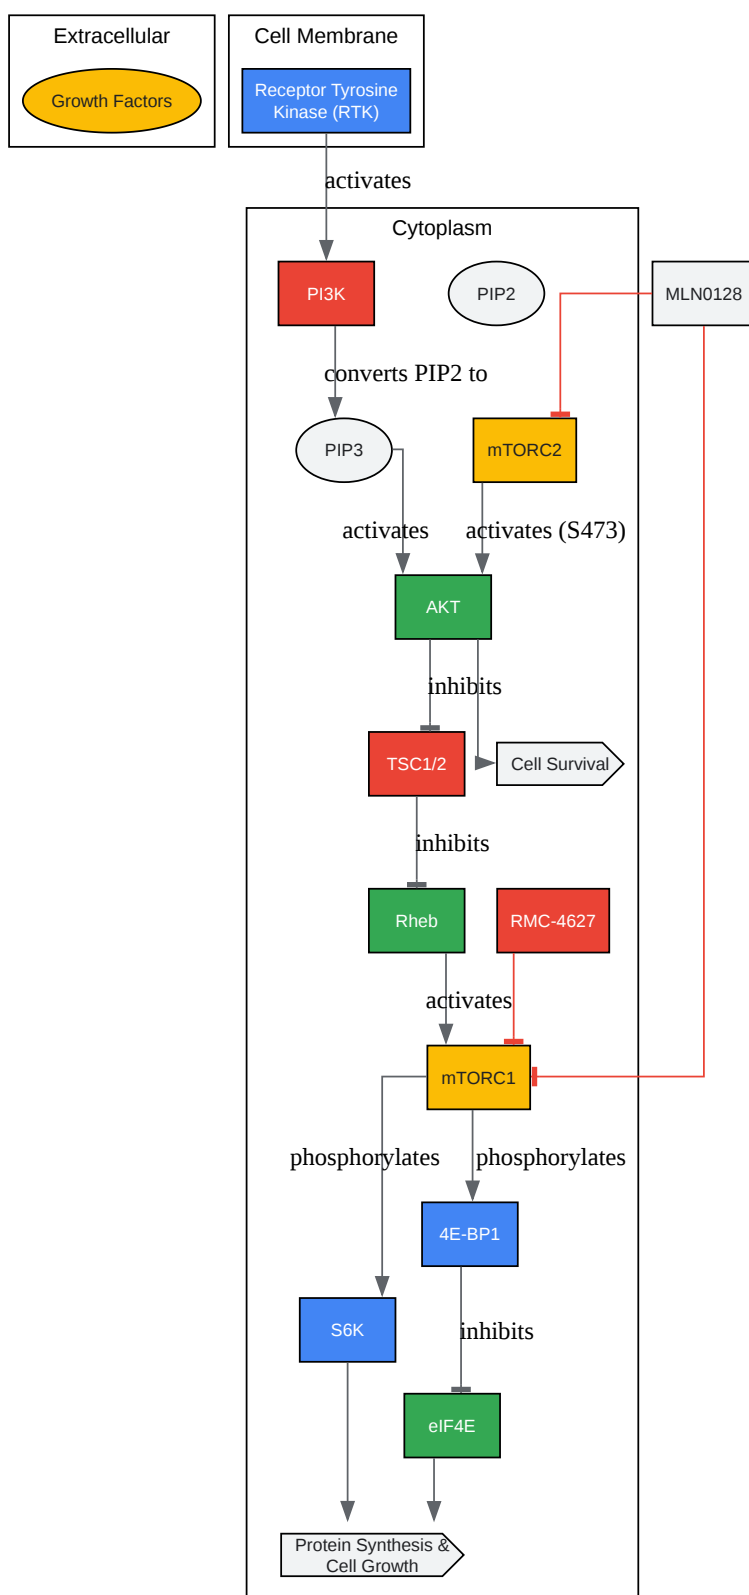 Extracellular
Cell Membrane
Growth Factors
Receptor Tyrosine
Kinase (RTK)
activates
Cytoplasm
PI3K
PIP2
MLN0128
converts PIP2 to
PIP3
mTORC2
activates
activates (S473)
AKT
inhibits
TSC1/2
Cell Survival
inhibits
Rheb
RMC-4627
activates
mTORC1
phosphorylates
phosphorylates
4E-BP1
S6K
inhibits
eIF4E
Protein Synthesis &
Cell Growth